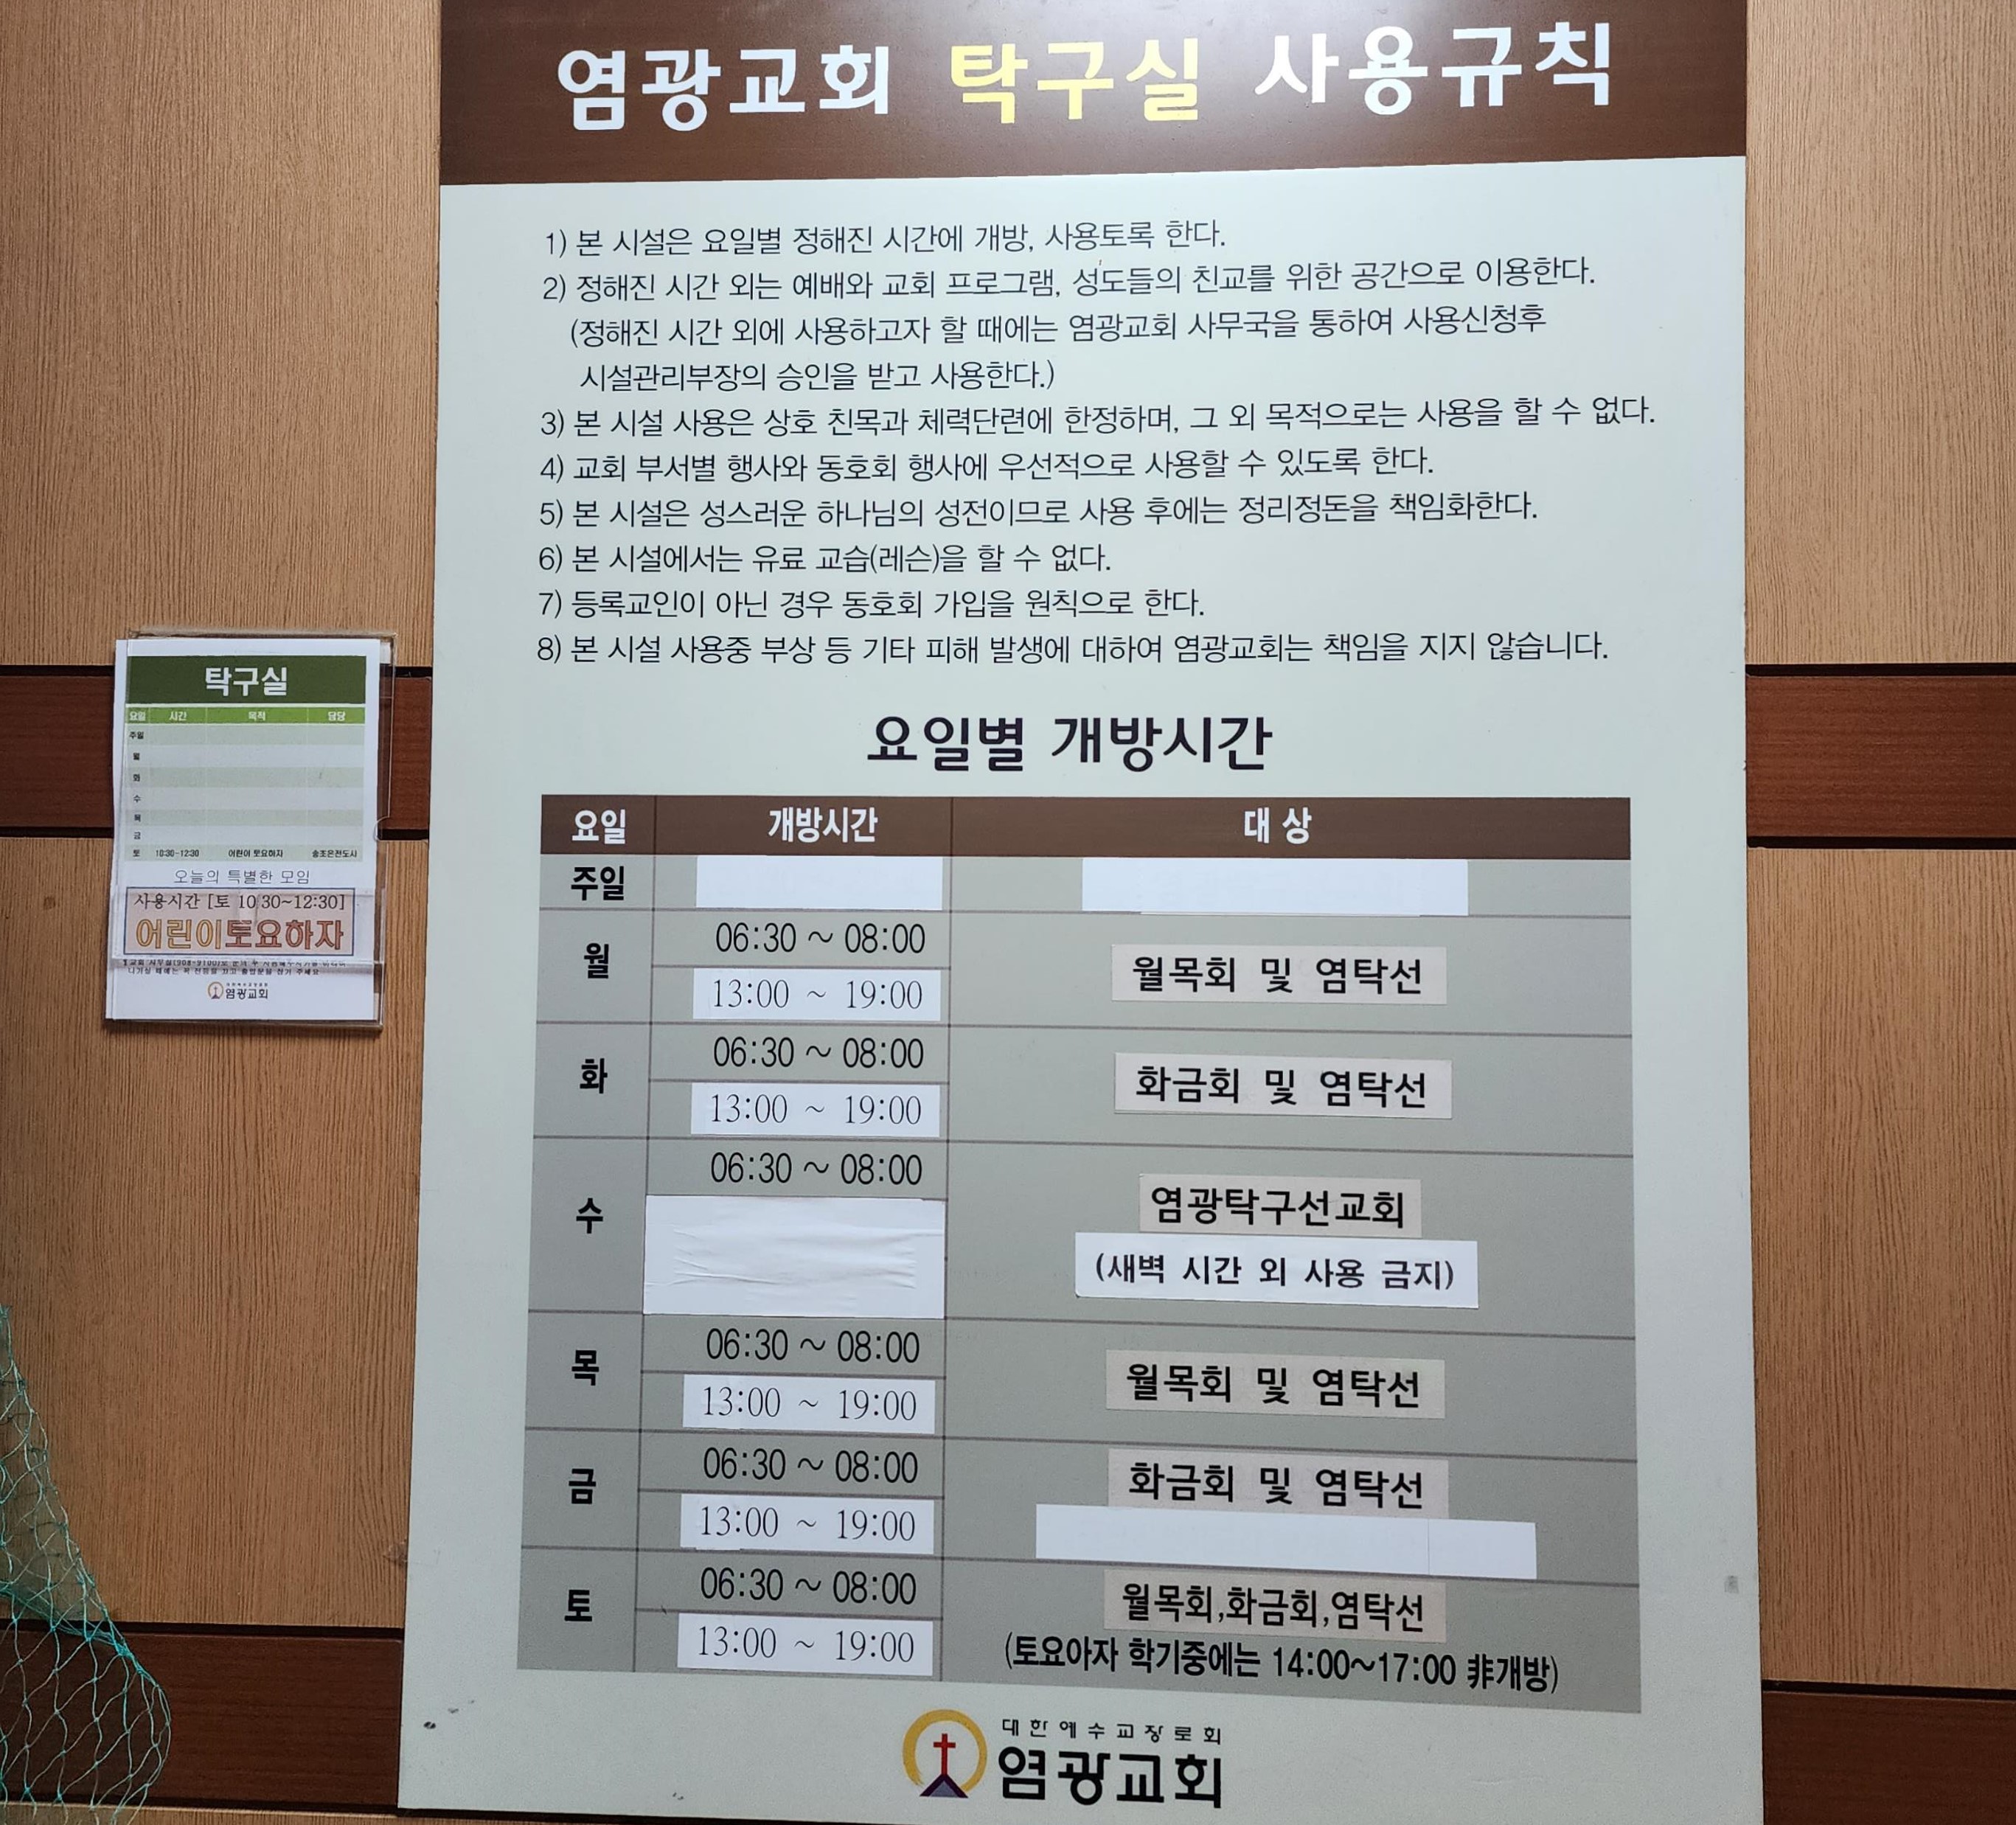 염광교회 탁구실 사용규칙
1) 본 시설은 요일별 정해진 시간에 개방, 사용토록 한다.
2) 정해진 시간 외는 예배와 교회 프로그램, 성도들의 친교를 위한 공간으로 이용한다.
(정해진 시간 외에 사용하고자 할 때에는 염광교회 사무국을 통하여 사용신청후
시설관리부장의 승인을 받고 사용한다.)
3) 본 시설 사용은 상호 친목과 체력단련에 한정하며, 그 외 목적으로는 사용을 할 수 없다.
4) 교회 부서별 행사와 동호회 행사에 우선적으로 사용할 수 있도록 한다.
5) 본 시설은 성스러운 하나님의 성전이므로 사용 후에는 정리정돈을 책임화한다.
6) 본 시설에서는 유료 교습(레슨)을 할 수 없다.
7) 등록교인이 아닌 경우 동호회 가입을 원칙으로 한다.
8) 본 시설 사용중 부상 등 기타 피해 발생에 대하여 염광교회는 책임을 지지 않습니다.
요일별 개방시간
요일 개방시간 대 상
주일
월 06:30 ~ 08:00 월목회 및 염탁선
13:00 ~ 19:00
화 06:30 ~ 08:00 화금회 및 염탁선
13:00 ~ 19:00
수 06:30 ~ 08:00 염광탁구선교회
(새벽 시간 외 사용 금지)
목 06:30 ~ 08:00 월목회 및 염탁선
13:00 ~ 19:00
금 06:30 ~ 08:00 화금회 및 염탁선
13:00 ~ 19:00
토 06:30 ~ 08:00 월목회,화금회,염탁선
13:00 ~ 19:00 (토요아자 학기중에는 14:00~17:00 非개방)
대한예수교장로회
염광교회
탁구실
요일 시간 목적 담당
주일
월
화
수
목
금
토 10:30-12:30 어린이 토요하자 송조은전도사
오늘의 특별한 모임
사용시간 [토 10 30~12:30]
어린이토요하자
나가실 때에는 꼭 전등을 끄고 출입문을 잠가 주세요
염광교회